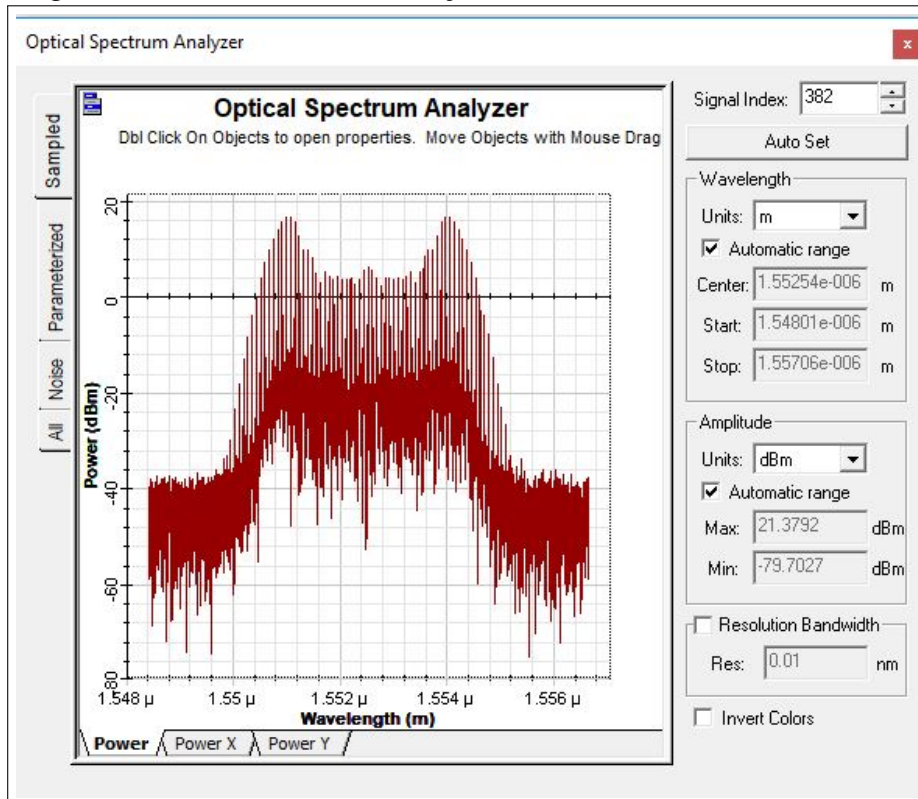 Optical Spectrum Analyzer
x
Sampled
Parameterized
Noise
All
Optical Spectrum Analyzer
Dbl Click On Objects to open properties. Move Objects with Mouse Drag
Power (dBm)
20
0
-20
-40
-60
-80
1.548 µ 1.55 µ 1.552 µ 1.554 µ 1.556 µ
Wavelength (m)
Power Power X Power Y
Signal Index: 382
Auto Set
Wavelength
Units: m
Automatic range
Center: 1.55254e-006 m
Start: 1.54801e-006 m
Stop: 1.55706e-006 m
Amplitude
Units: dBm
Automatic range
Max: 21.3792 dBm
Min: -79.7027 dBm
Resolution Bandwidth
Res: 0.01 nm
Invert Colors